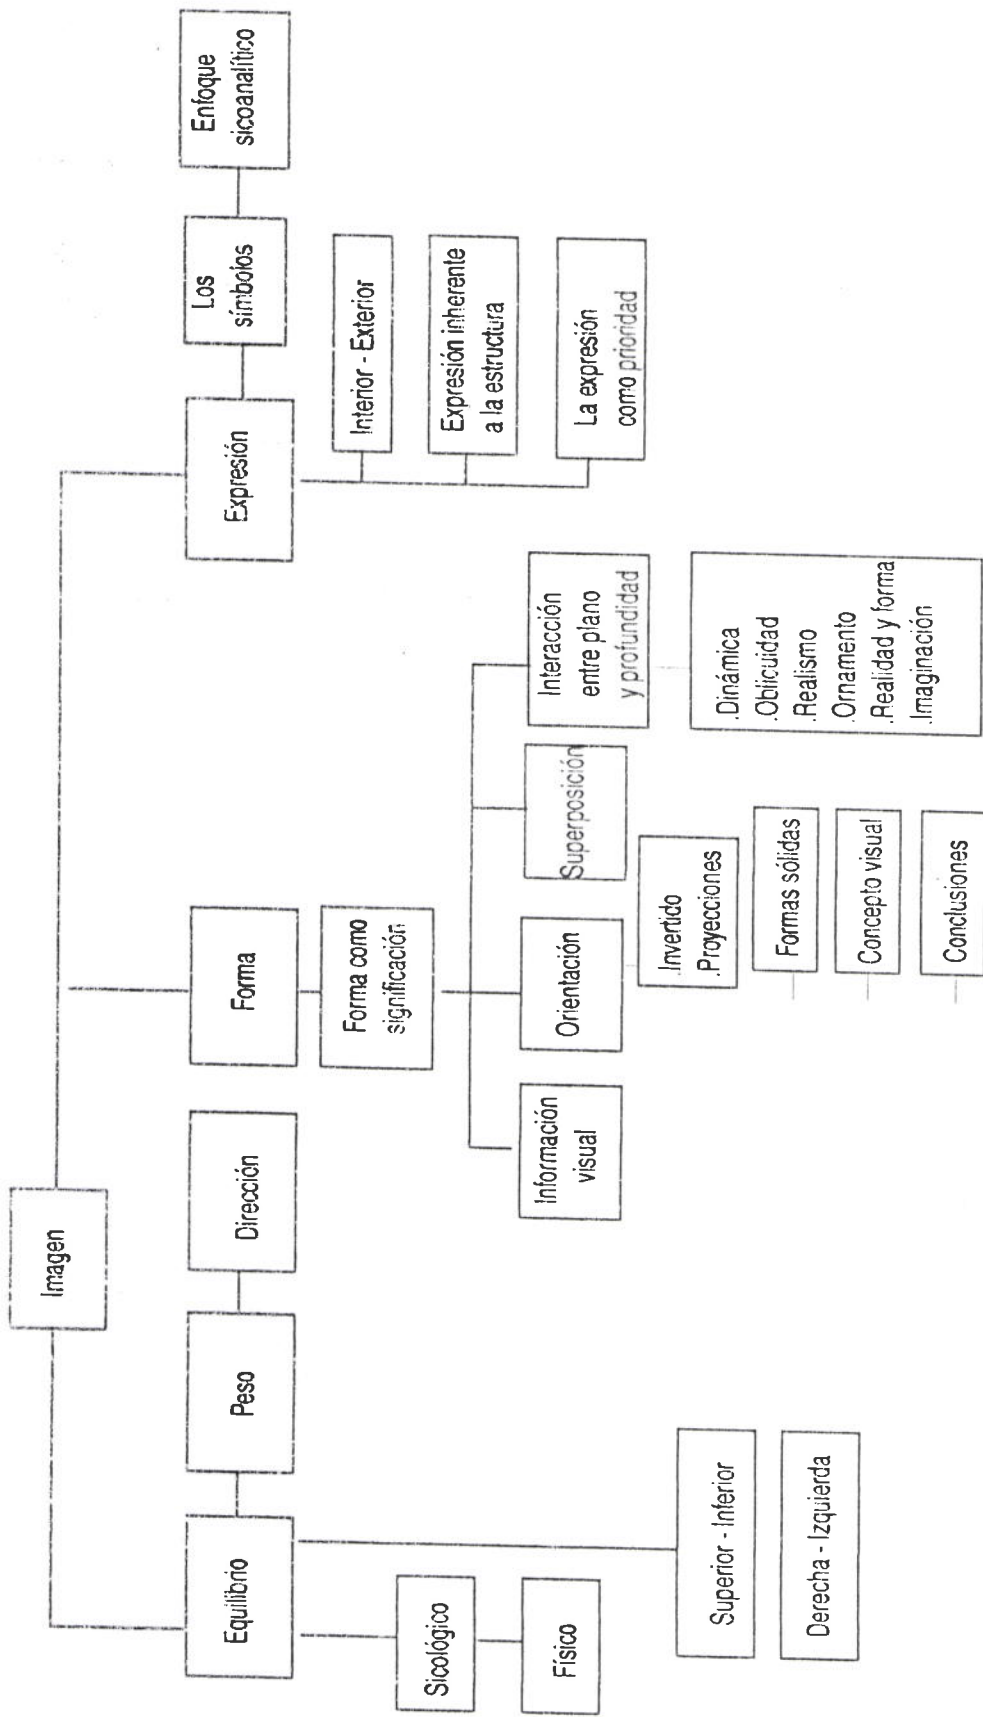 Imagen
Equilibrio
Peso
Dirección
Forma
Expresión
Los
símbolos
Enfoque
sicoanalítico
Sicológico
Físico
Superior - Inferior
Derecha - Izquierda
Forma como
significación
Información
visual
Orientación
Superposición
Interacción
entre plano
y profundidad
.Invertido
.Proyecciones
Formas sólidas
Concepto visual
Conclusiones
.Dinámica
.Oblicuidad
.Realismo
.Ornamento
.Realidad y forma
.Imaginación
Interior - Exterior
Expresión inherente
a la estructura
La expresión
como prioridad